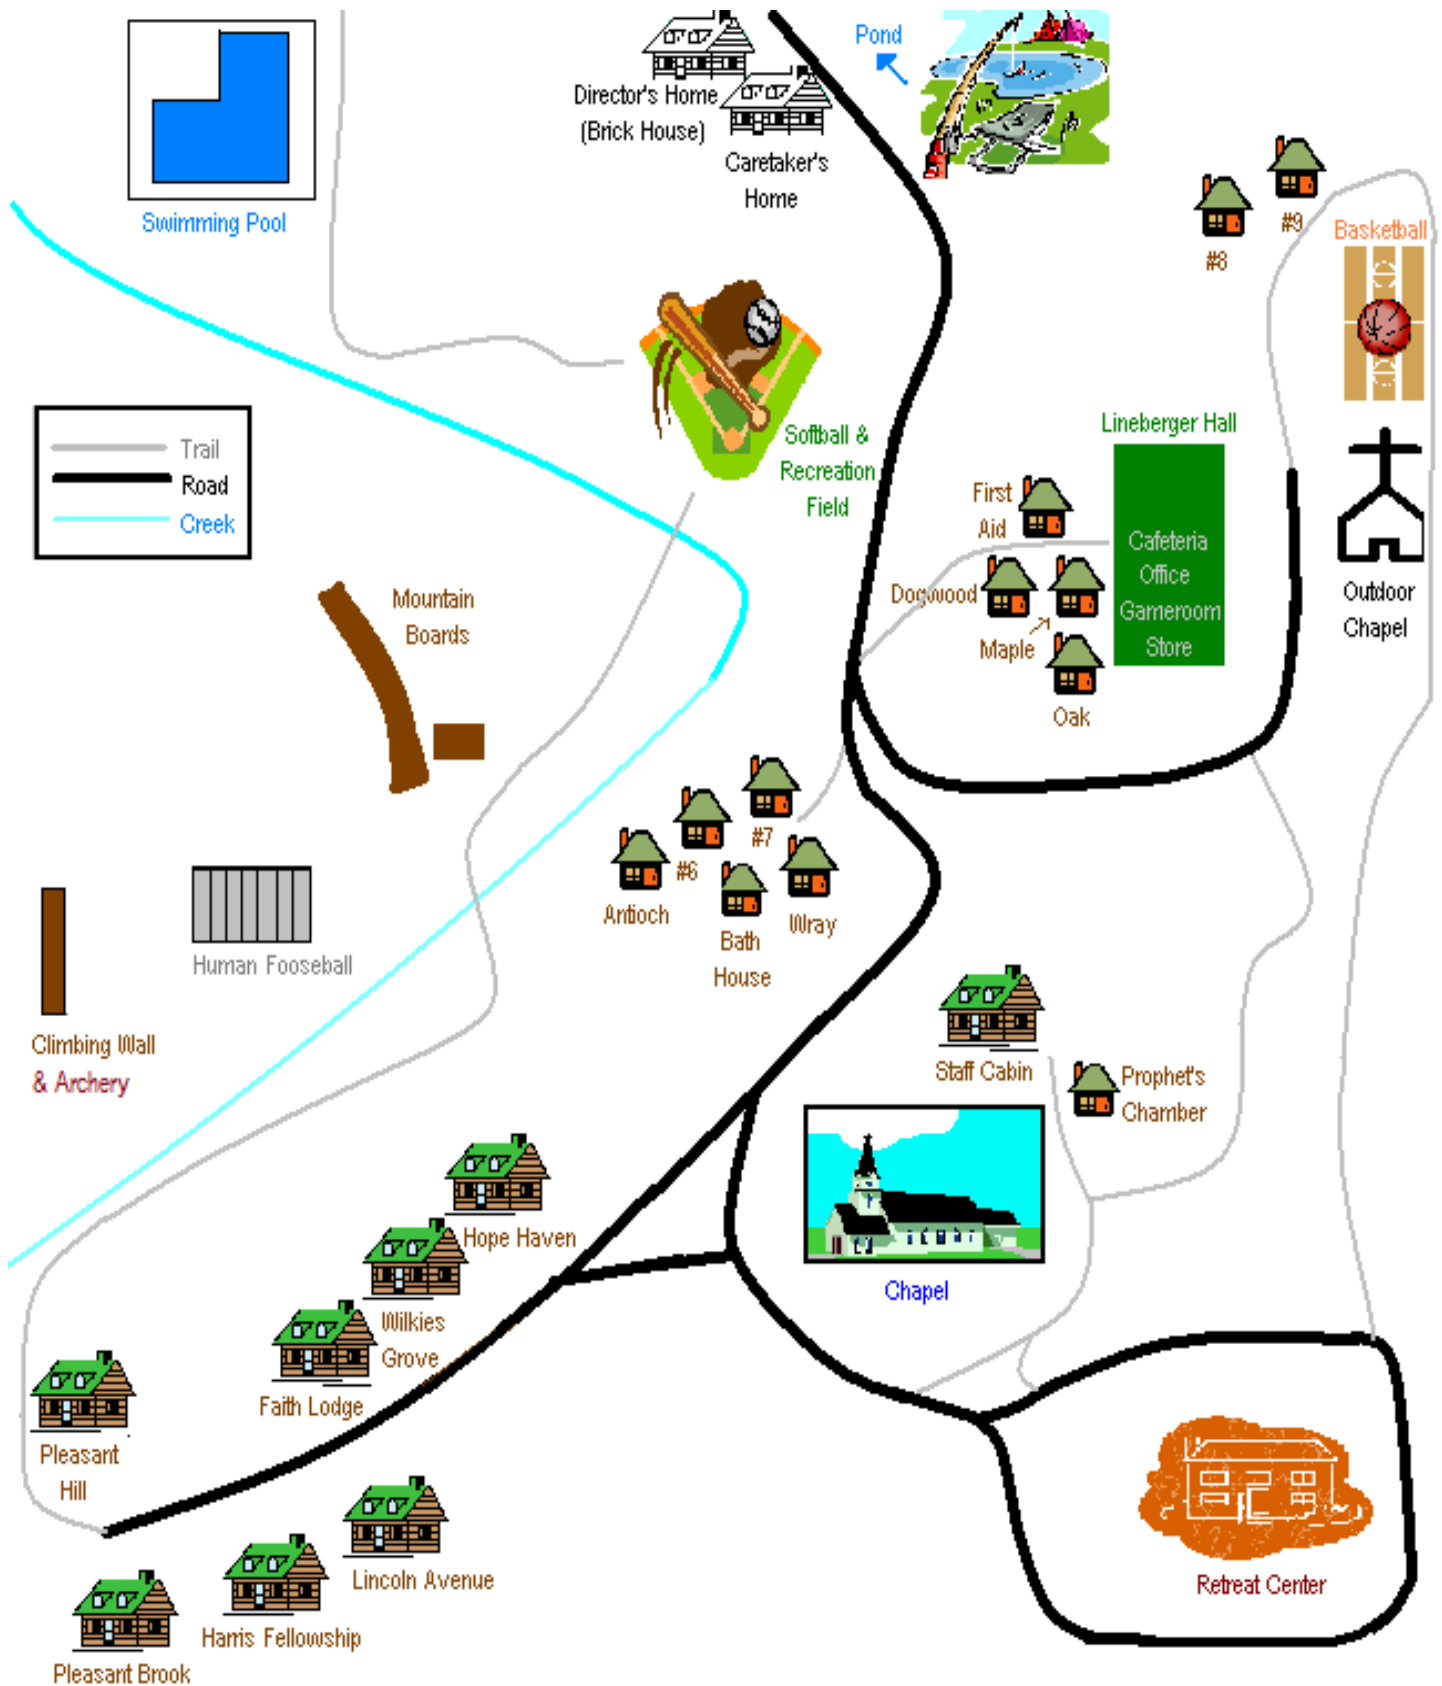 Pond
Director's Home
(Brick House)
Caretaker's
Home
Swimming Pool
#9
#8
Basketball
Trail
Road
Creek
Softball &
Recreation
Field
Lineberger Hall
First
Aid
Cafeteria
Office
Gameroom
Store
Dogwood
Maple
Oak
Outdoor
Chapel
Mountain
Boards
#7
#6
Antioch
Wray
Bath
House
Human Fooseball
Climbing Wall
& Archery
Staff Cabin
Prophet's
Chamber
Chapel
Hope Haven
Wilkies
Grove
Faith Lodge
Pleasant
Hill
Lincoln Avenue
Harris Fellowship
Pleasant Brook
Retreat Center